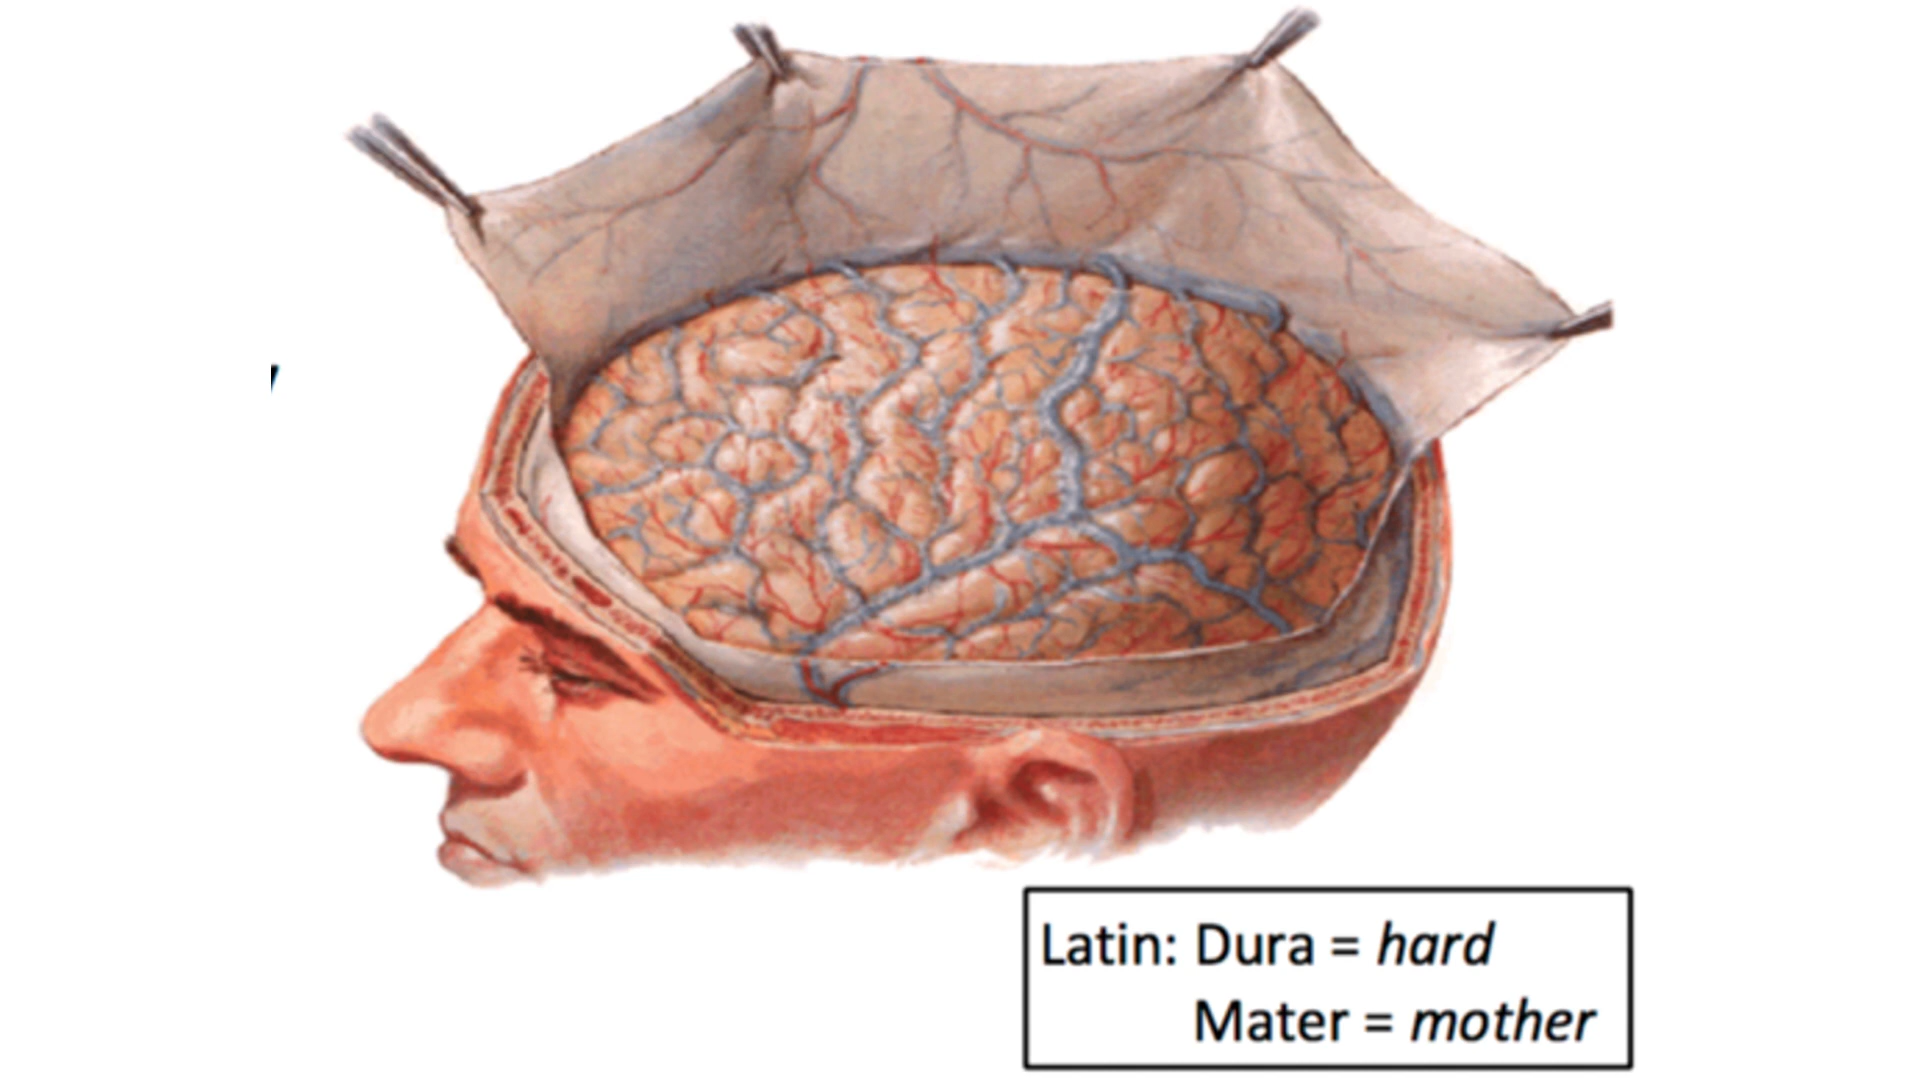 Latin: Dura = hard
Mater = mother